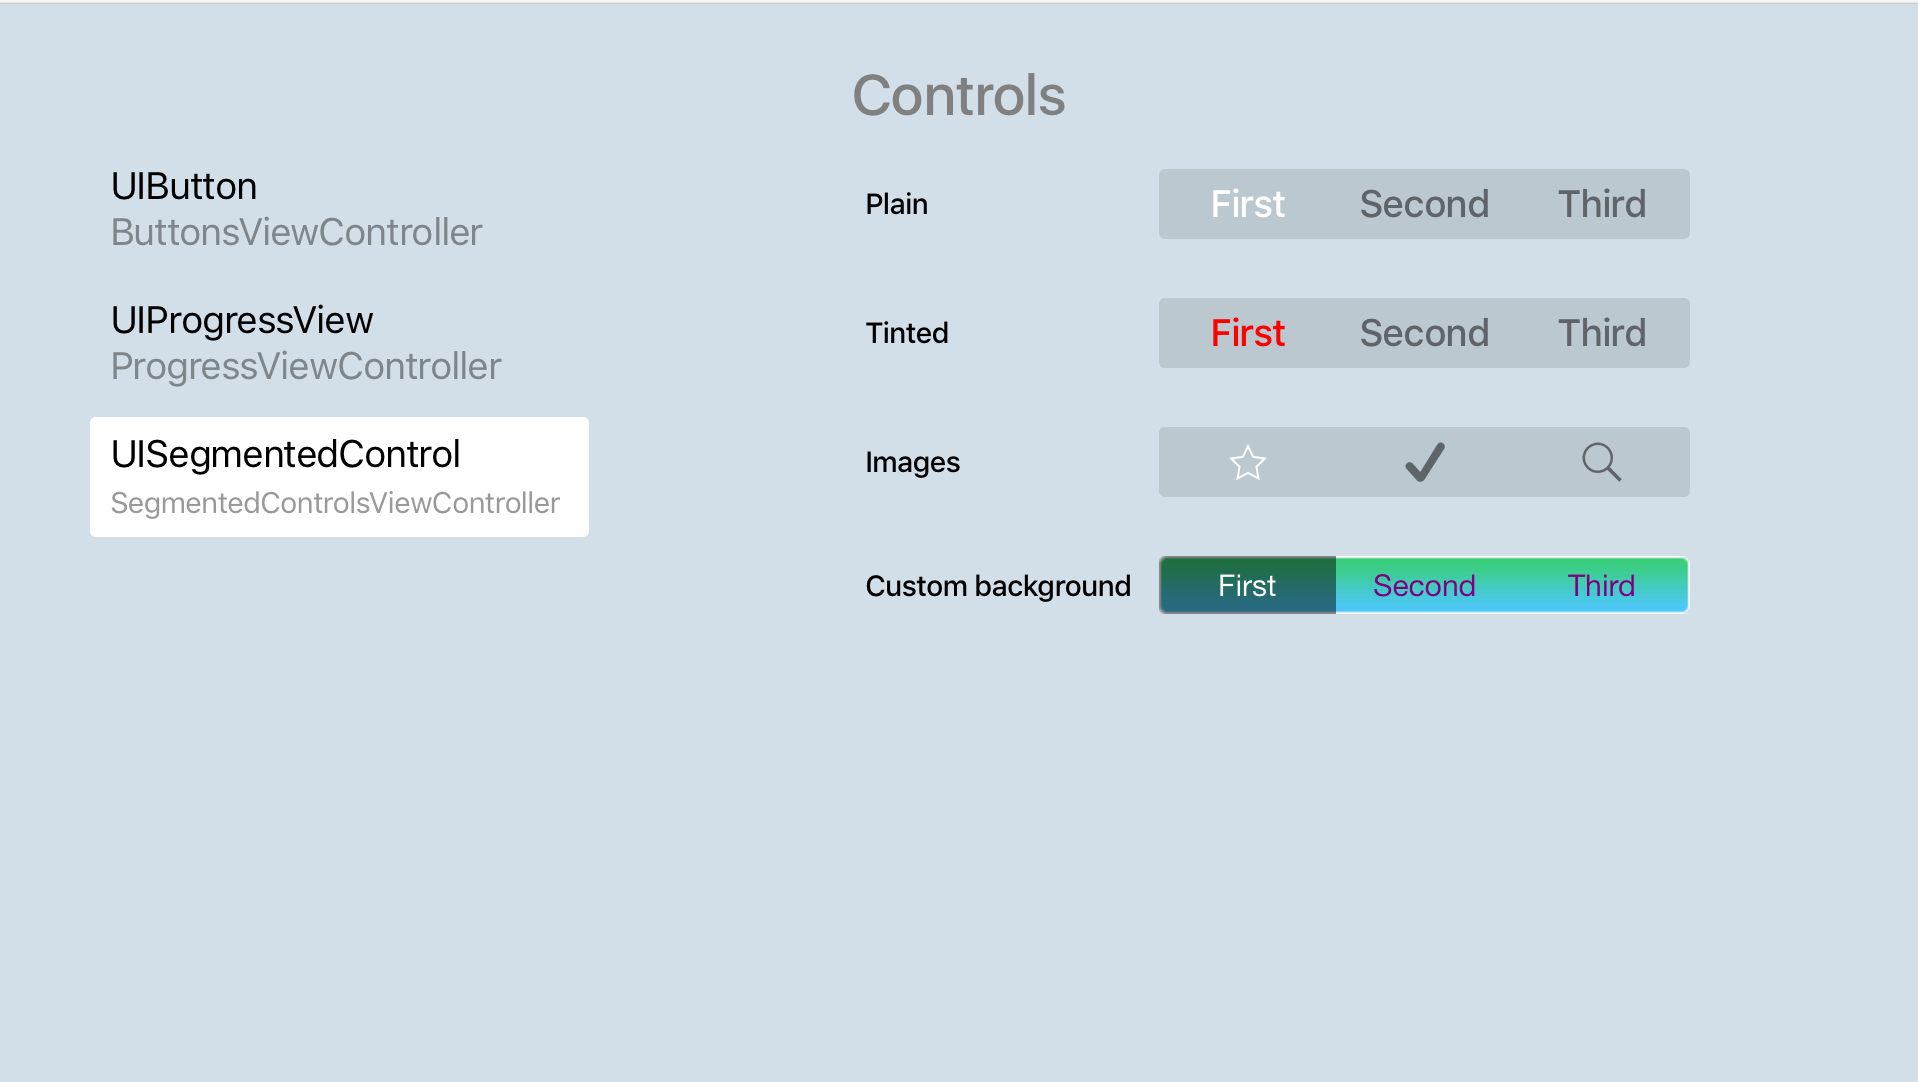 Controls
UIButton
ButtonsViewController
UIProgressView
ProgressViewController
UISegmentedControl
SegmentedControlsViewController
Plain First Second Third
Tinted First Second Third
Images
Custom background First Second Third